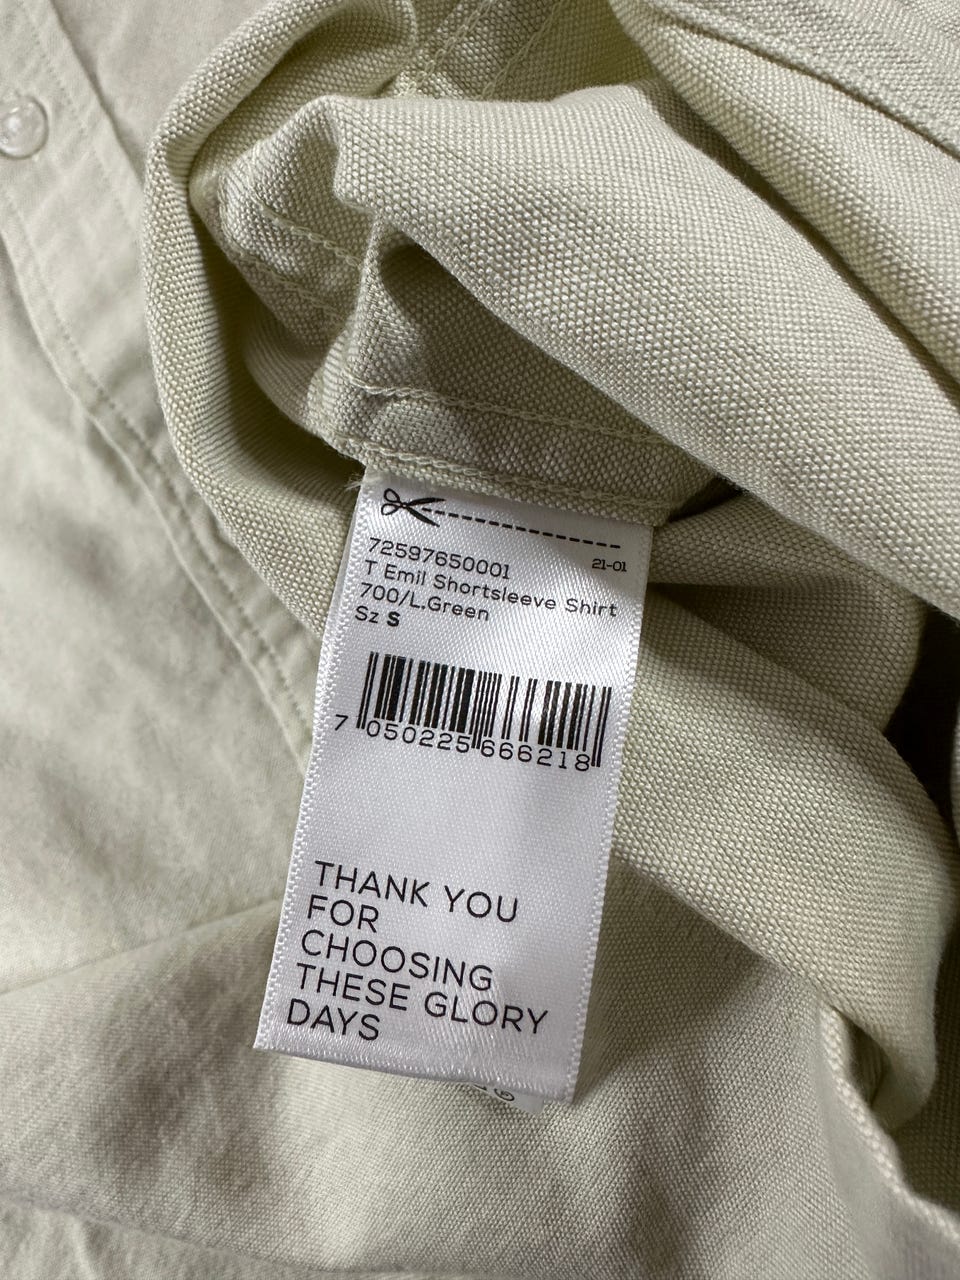 72597650001 21-01
T Emil Shortsleeve Shirt
700/L.Green
Sz S
7 050225 666218
THANK YOU
FOR
CHOOSING
THESE GLORY
DAYS